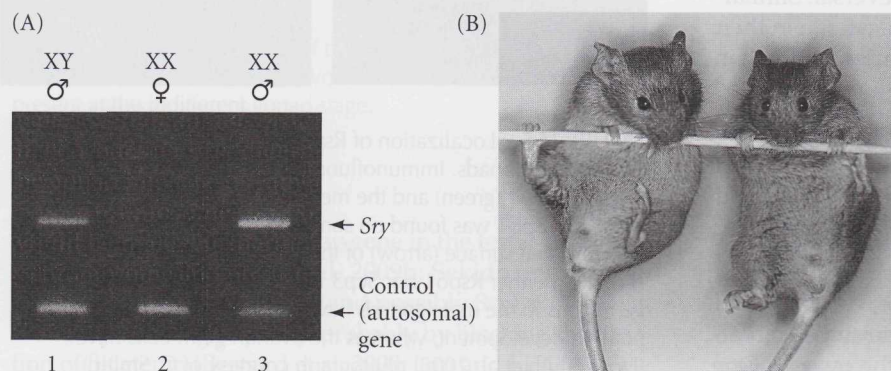 (A)
(B)
XY XX XX
♂ ♀ ♂
← Sry
Control
← (autosomal)
gene
1 2 3